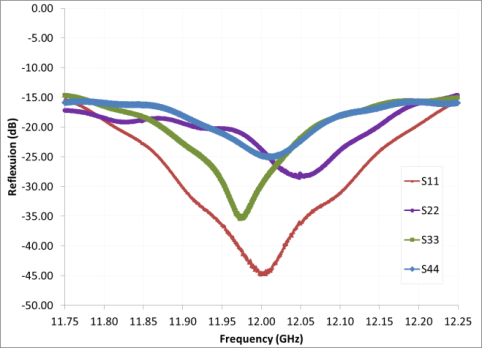 0.00
-5.00
-10.00
-15.00
-20.00
-25.00
-30.00
-35.00
-40.00
-45.00
-50.00
Reflexuion (dB)
S11
S22
S33
S44
11.75 11.80 11.85 11.90 11.95 12.00 12.05 12.10 12.15 12.20 12.25
Frequency (GHz)